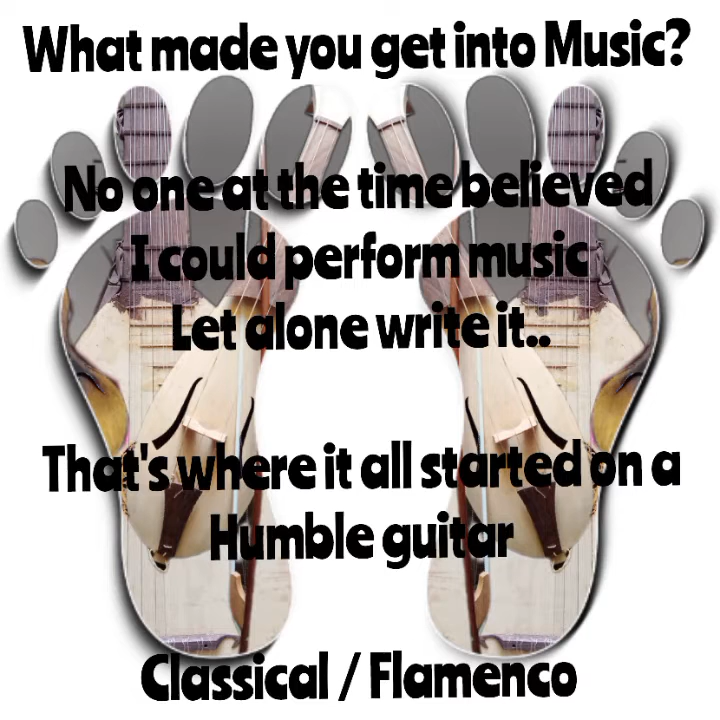 What made you get into Music?
No one at the time believed
I could perform music
Let alone write it..
That's where it all started on a
Humble guitar
Classical / Flamenco